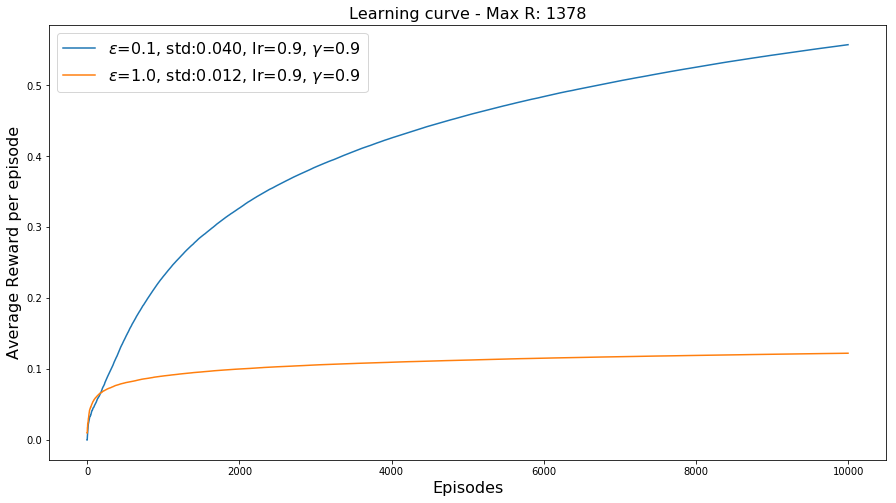 Learning curve - Max R: 1378
ε=0.1, std:0.040, lr=0.9, γ=0.9
ε=1.0, std:0.012, lr=0.9, γ=0.9
Average Reward per episode
0.5
0.4
0.3
0.2
0.1
0.0
0 2000 4000 6000 8000 10000
Episodes